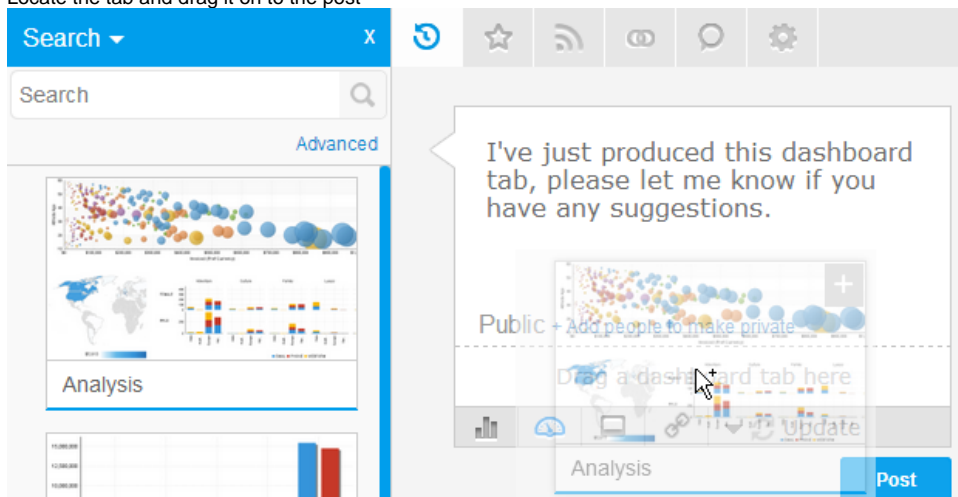 Locate the tab and drag it on to the post
Search
x
Search
Advanced
Analysis
I've just produced this dashboard
tab, please let me know if you
have any suggestions.
Public + Add people to make private
Drag a dashboard tab here
Update
Analysis
Post